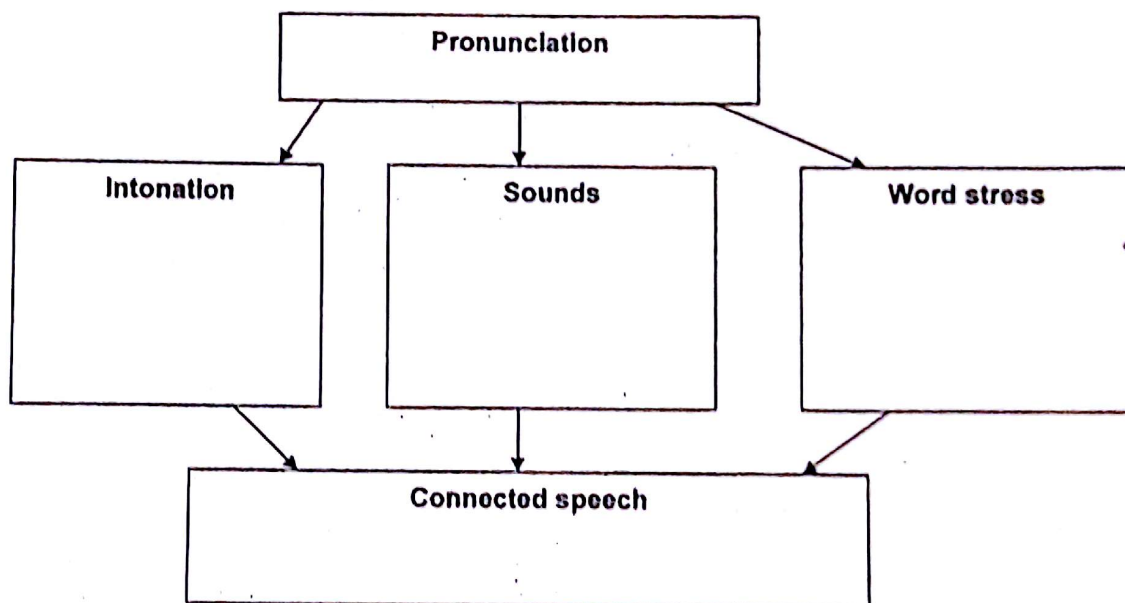 Pronunciation
Intonation
Sounds
Word stress
Connected speech